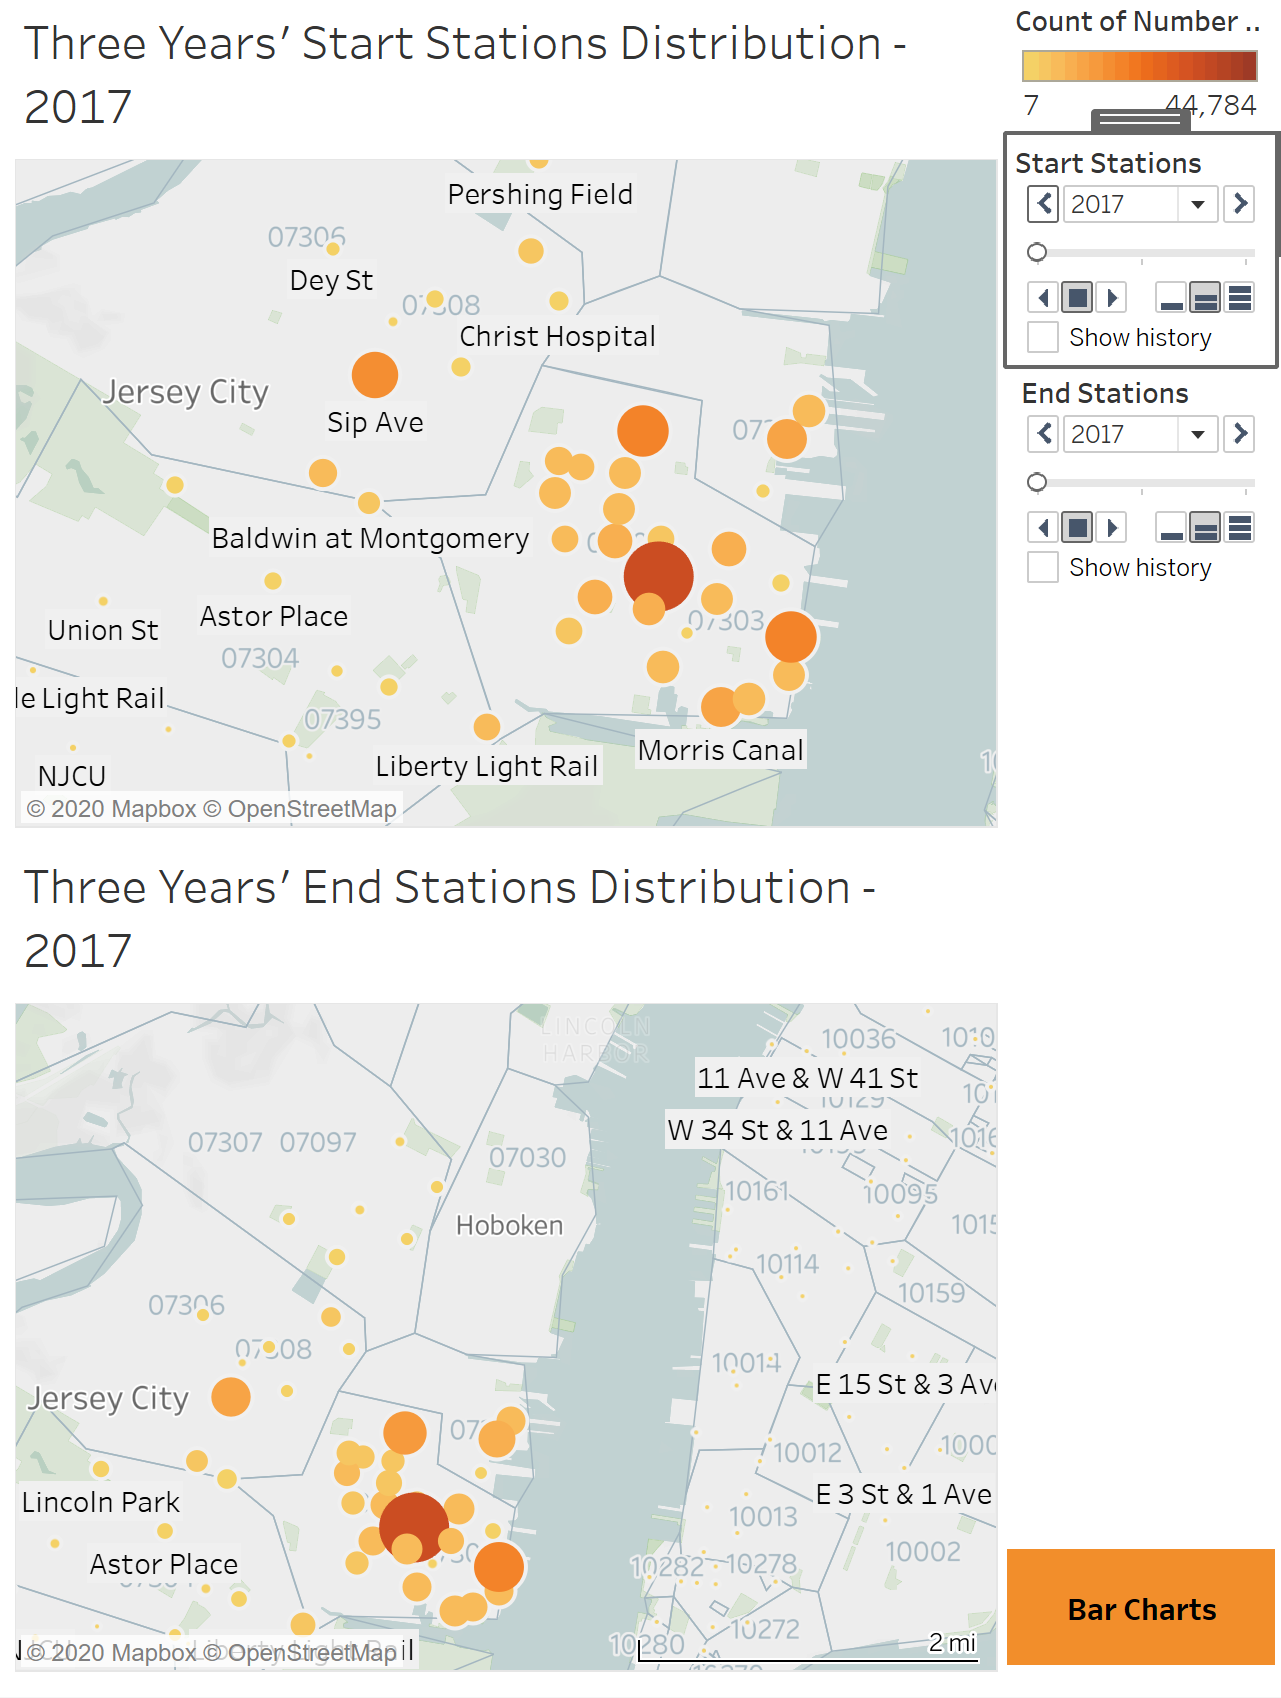 Three Years’ Start Stations Distribution -
2017
Count of Number ..
7
44,784
Start Stations
2017
Show history
End Stations
2017
Show history
Pershing Field
07306
Dey St
Christ Hospital
Jersey City
Sip Ave
Baldwin at Montgomery
Astor Place
Union St
07303
07304
le Light Rail
07395
Liberty Light Rail
Morris Canal
NJCU
© 2020 Mapbox © OpenStreetMap
Three Years’ End Stations Distribution -
2017
LINCOLN
HARBOR
10036
1010
11 Ave & W 41 St
10129
W 34 St & 11 Ave
07307
07097
07030
10161
10095
Hoboken
10114
10159
07306
10014
Jersey City
E 15 St & 3 Av
10012
1000
Lincoln Park
E 3 St & 1 Ave
10013
Astor Place
10282
10278
10002
10272
10280
2 mi
© 2020 Mapbox © OpenStreetMap
Bar Charts